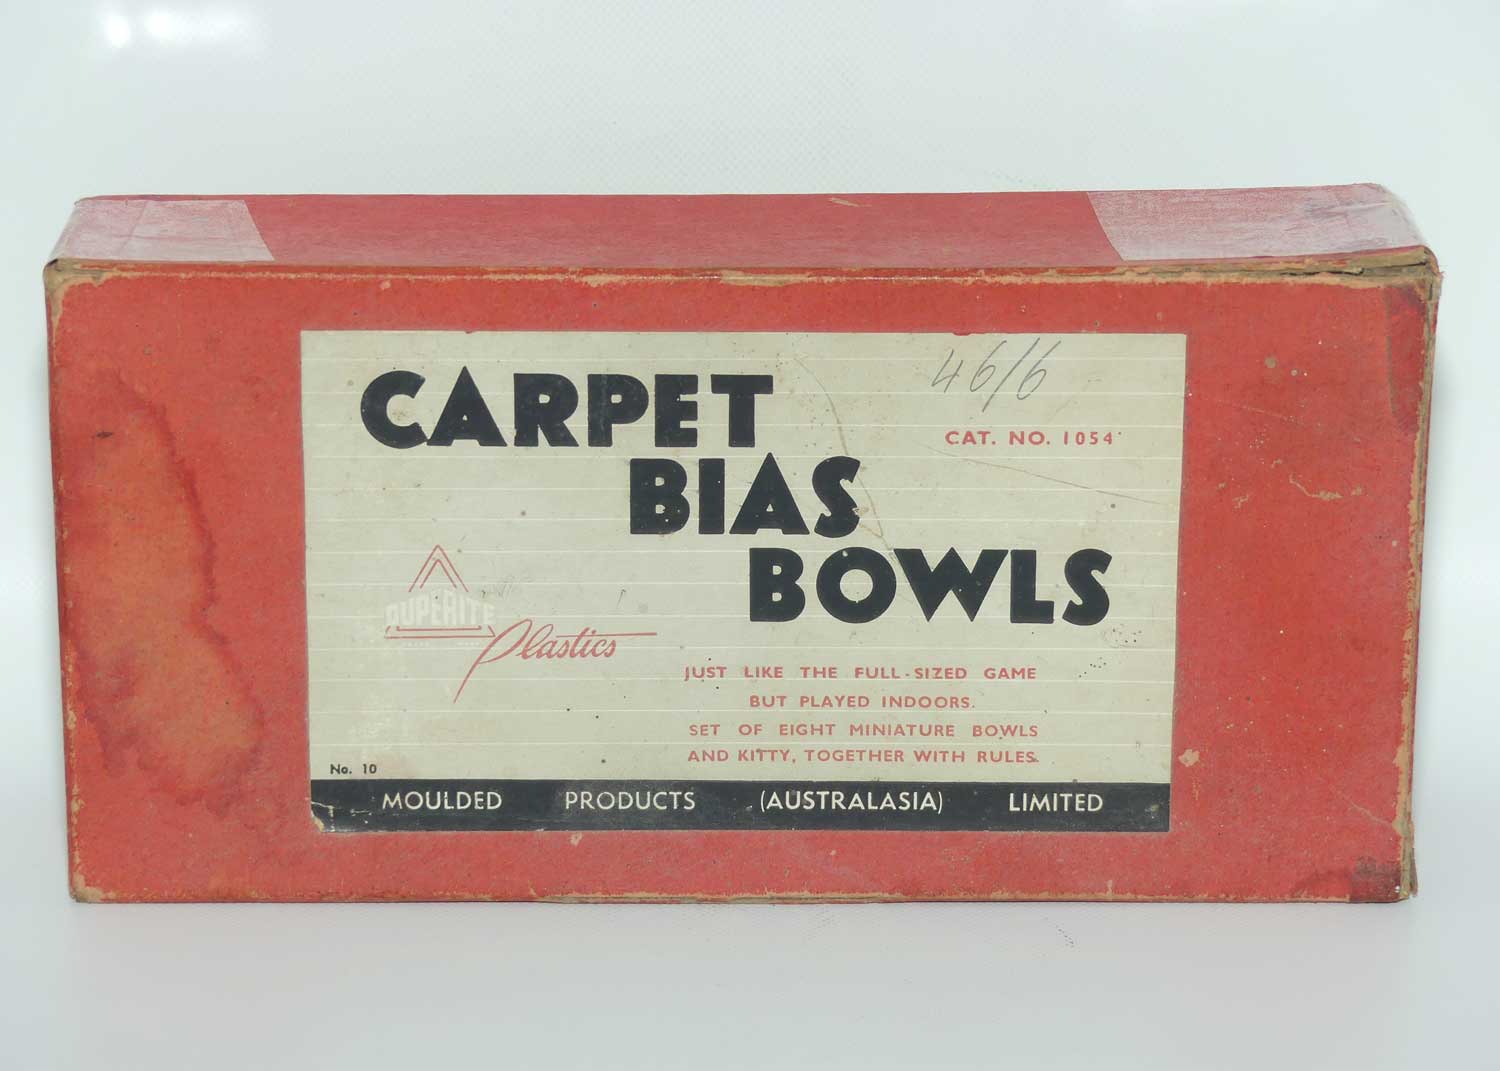 46/6
CARPET
CAT. NO. 1054
BIAS
BOWLS
DUPERITE
Plastics
JUST LIKE THE FULL-SIZED GAME
BUT PLAYED INDOORS.
SET OF EIGHT MINIATURE BOWLS
AND KITTY, TOGETHER WITH RULES.
No. 10
MOULDED PRODUCTS (AUSTRALASIA) LIMITED